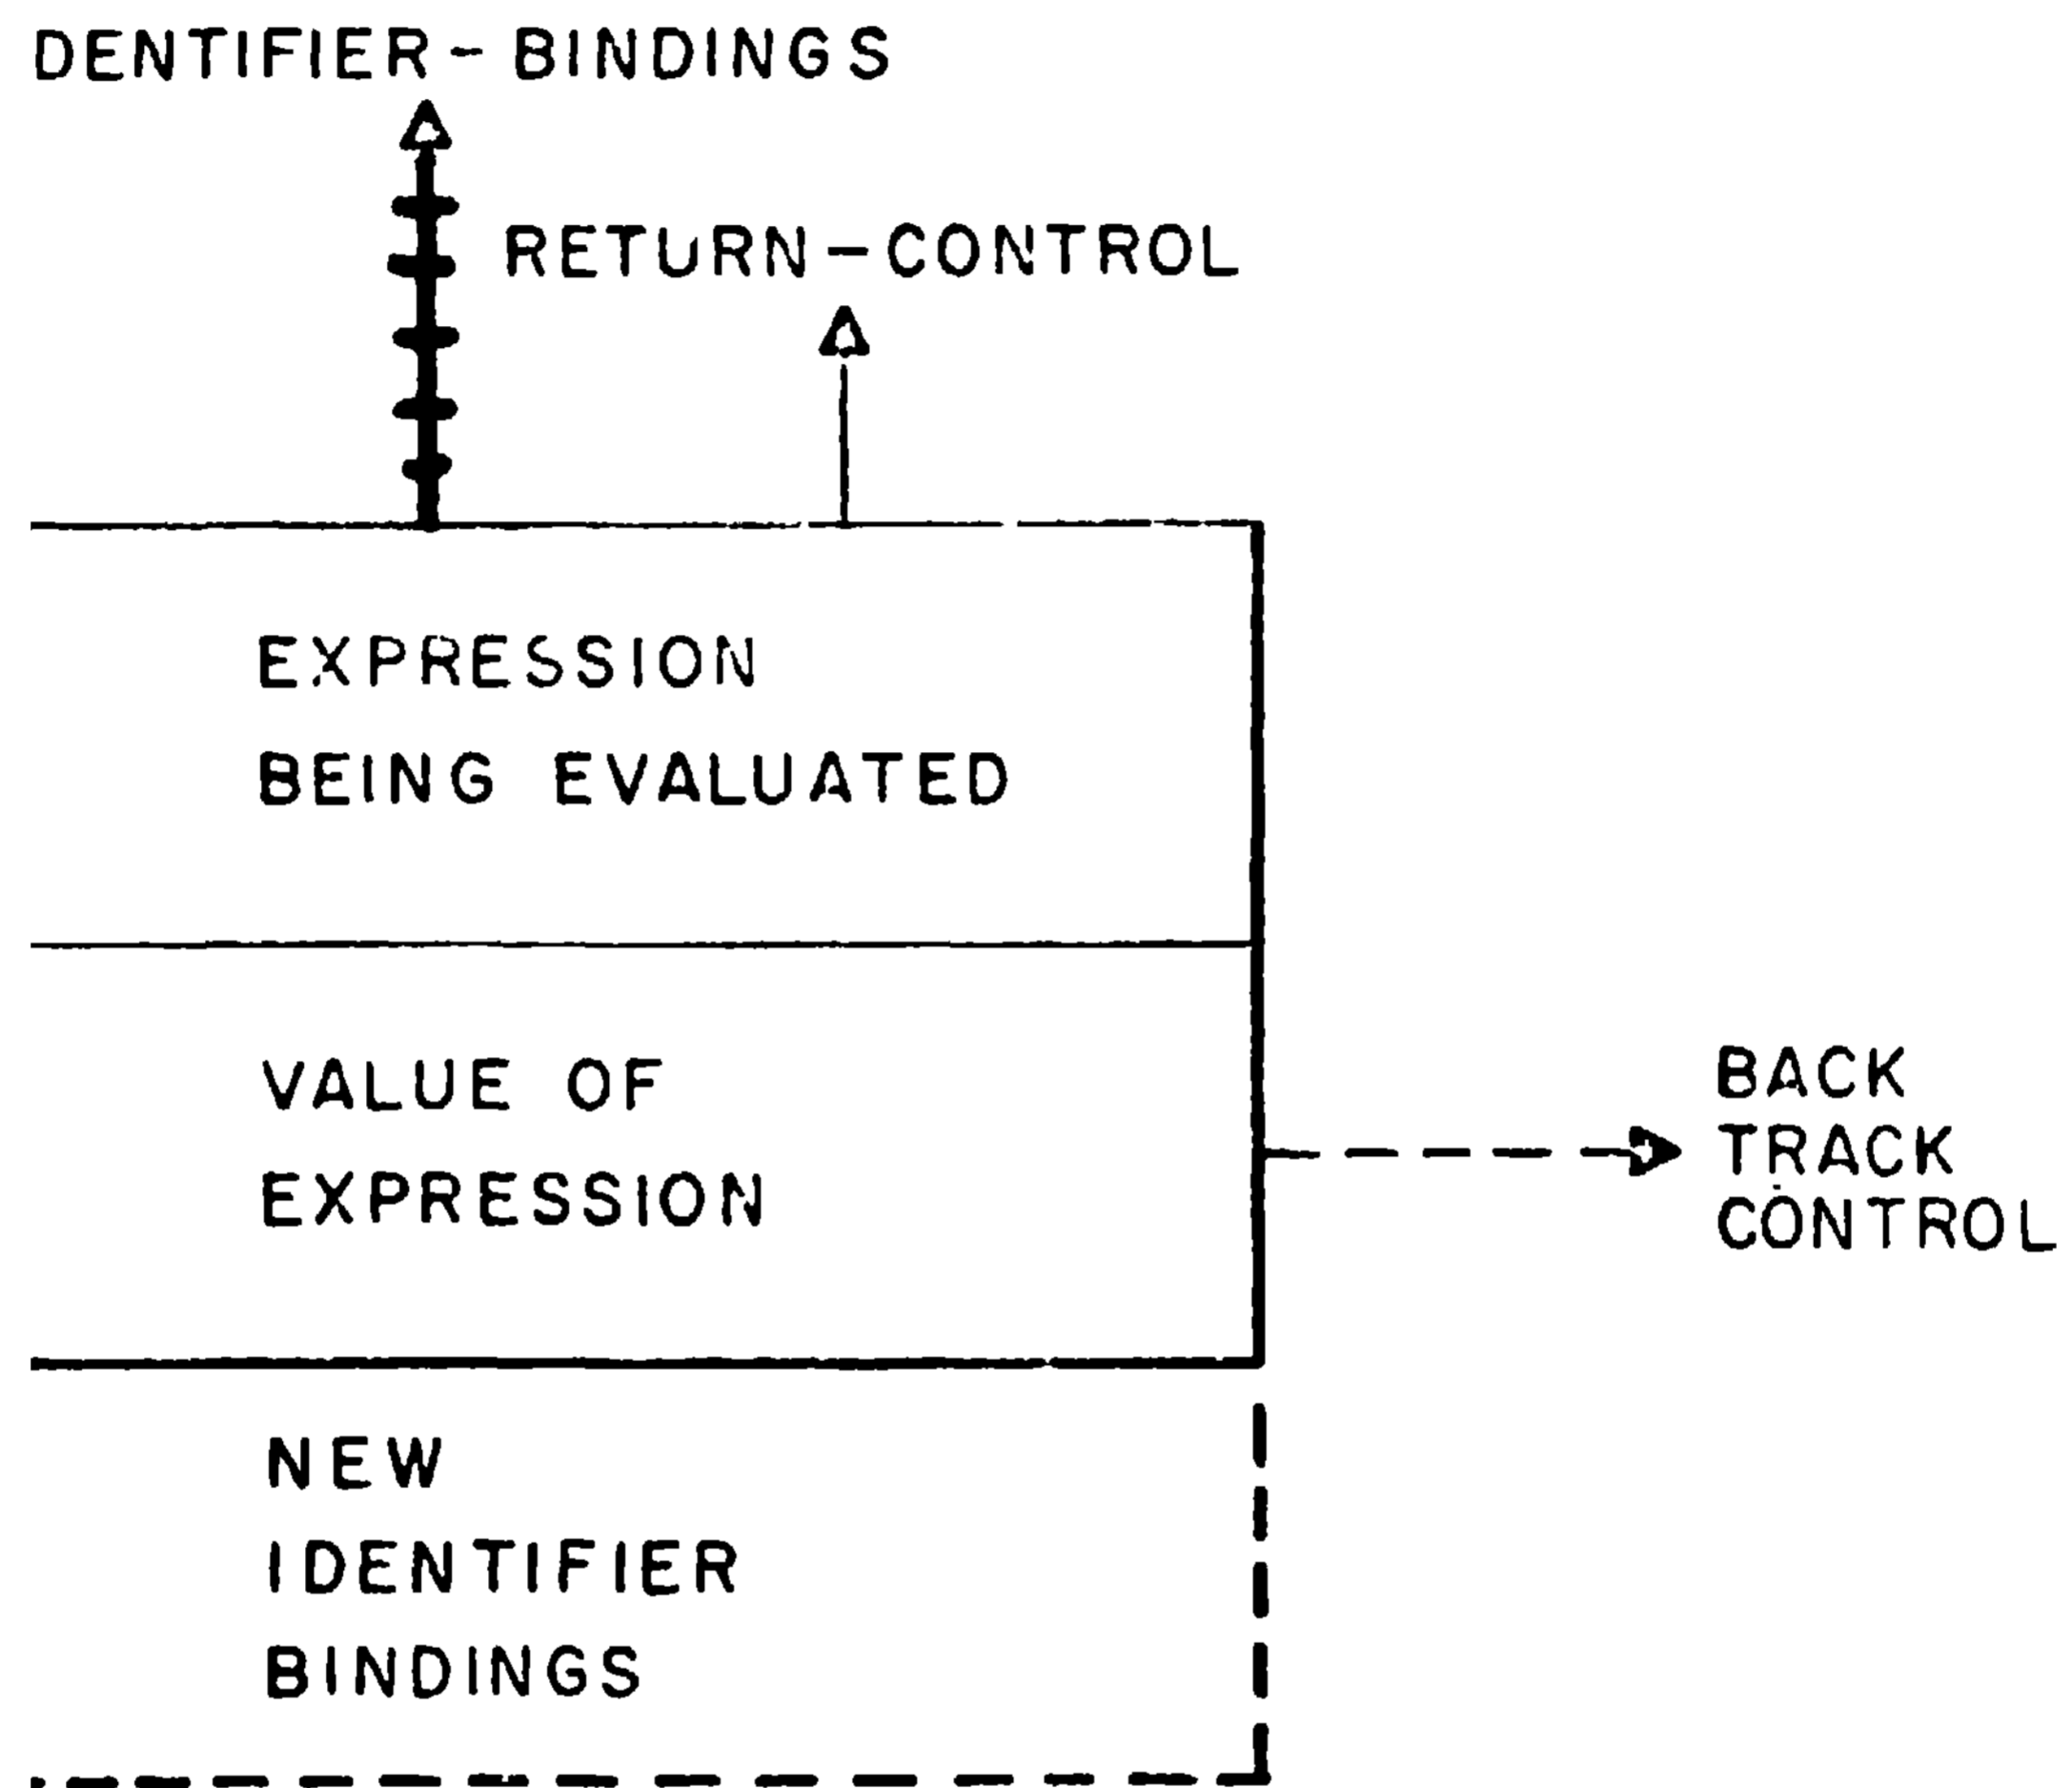 DENTIFIER-BINDINGS
RETURN-CONTROL
EXPRESSION
BEING EVALUATED
VALUE OF
EXPRESSION
BACK
TRACK
CONTROL
NEW
IDENTIFIER
BINDINGS